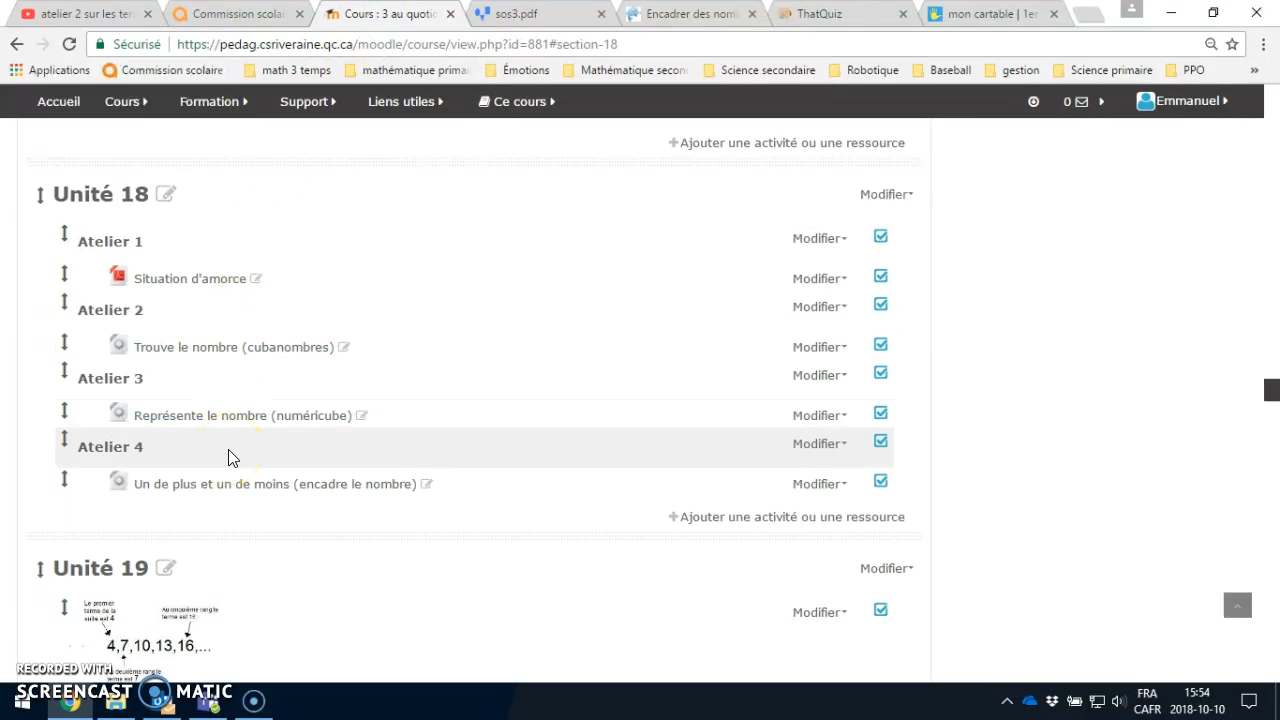 atelier 2 sur les ter
Commission scolai
Cours : 3 au quoti
sos3.pdf
Encadrer des nom
ThatQuiz
mon cartable | 1er
Sécurisé
https://pedag.csriveraine.qc.ca/moodle/course/view.php?id=881#section-18
Applications
Commission scolaire
math 3 temps
mathématique primai
Émotions
Mathématique secon
Science secondaire
Robotique
Baseball
gestion
Science primaire
PPO
»
Accueil
Cours
Formation
Support
Liens utiles
Ce cours
0
Emmanuel
Ajouter une activité ou une ressource
Unité 18
Modifier
Atelier 1
Modifier
Situation d'amorce
Modifier
Atelier 2
Modifier
Trouve le nombre (cubanombres)
Modifier
Atelier 3
Modifier
Représente le nombre (numéricube)
Modifier
Atelier 4
Modifier
Un de plus et un de moins (encadre le nombre)
Modifier
Ajouter une activité ou une ressource
Unité 19
Modifier
Le premier
terme de la
suite est 4
Au cinquième rang le
terme est 16
Modifier
4,7,10,13,16,...
deuxième rang le
terme est 7
RECORDED WITH
SCREENCAST MATIC
FRA
CAFR
15:54
2018-10-10